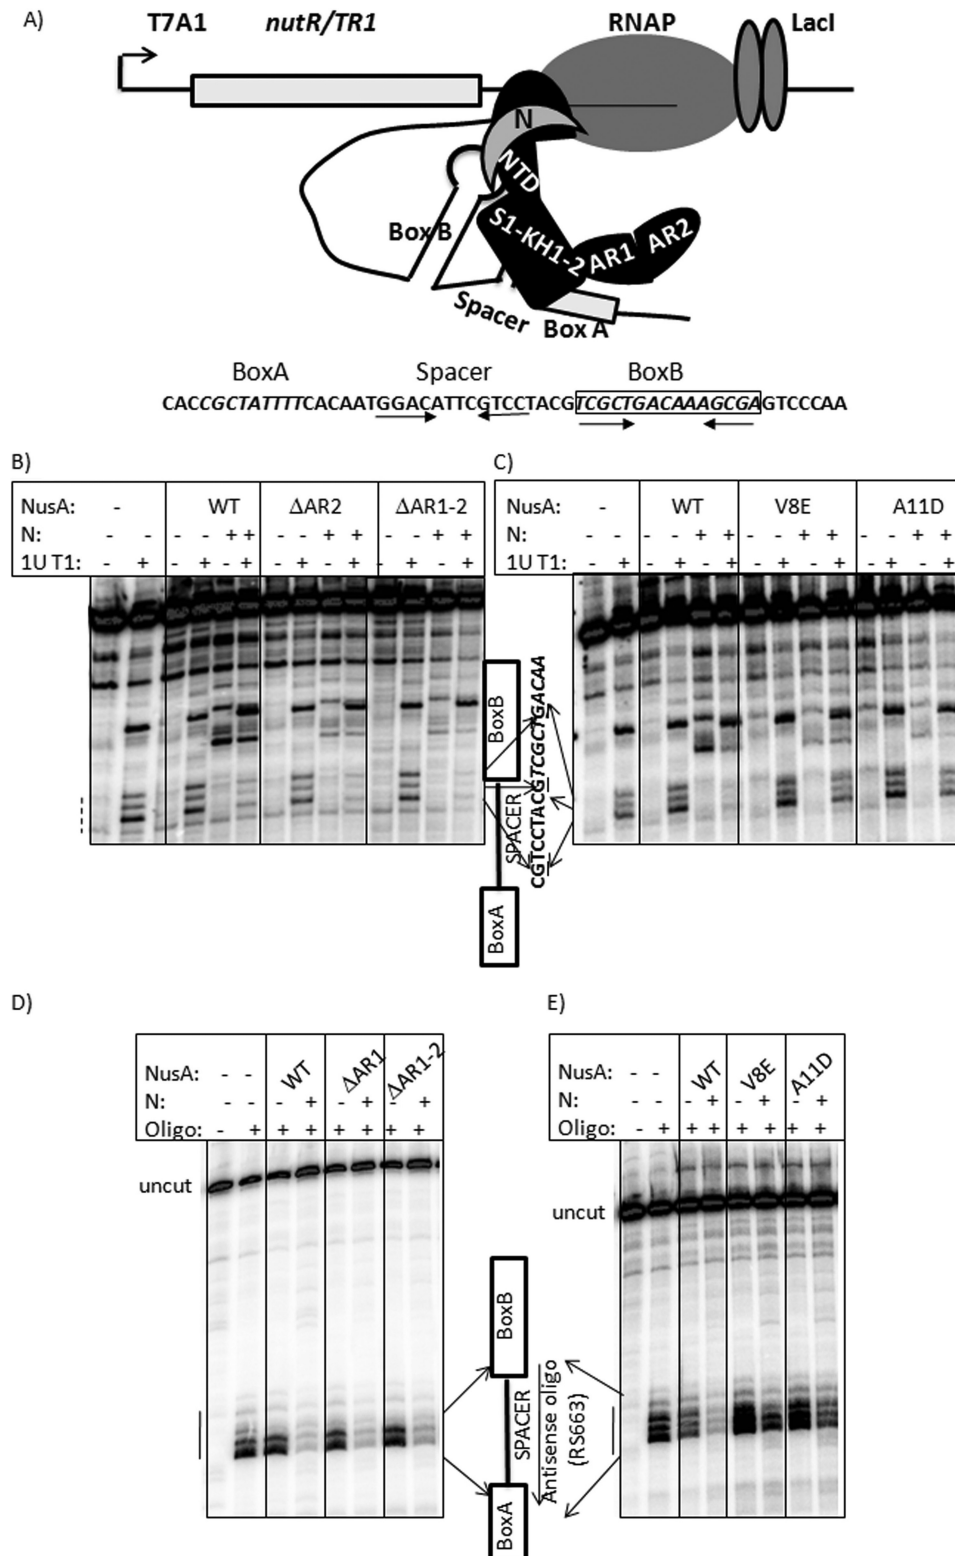 A)
T7A1 nutR/TR1 RNAP LacI
N
NTD
S1-KH1-2
AR1
AR2
Box B
Spacer
Box A
BoxA Spacer BoxB
CACCGCTATTTTCACAATGGACATTCGTCCTACGTCGCTGACAAAGCGAGTCCCAA
B)
NusA: - WT ΔAR2 ΔAR1-2
N: - - - - + + - - + + - - + +
1U T1: - + - + - + - + - + - + - +
C)
NusA: - WT V8E A11D
N: - - - - + + - - + + - - + +
1U T1: - + - + - + - + - + - + - +
BoxB
SPACER
BoxA
CGTCCTACGTCGCTGACAA
D)
NusA: - - WT ΔAR1 ΔAR1-2
N: - - - + - + - +
Oligo: - + + + + + + +
uncut
E)
NusA: - - WT V8E A11D
N: - - - + - + - +
Oligo: - + + + + + + +
uncut
BoxB
SPACER
BoxA
Antisense oligo
(RS663)